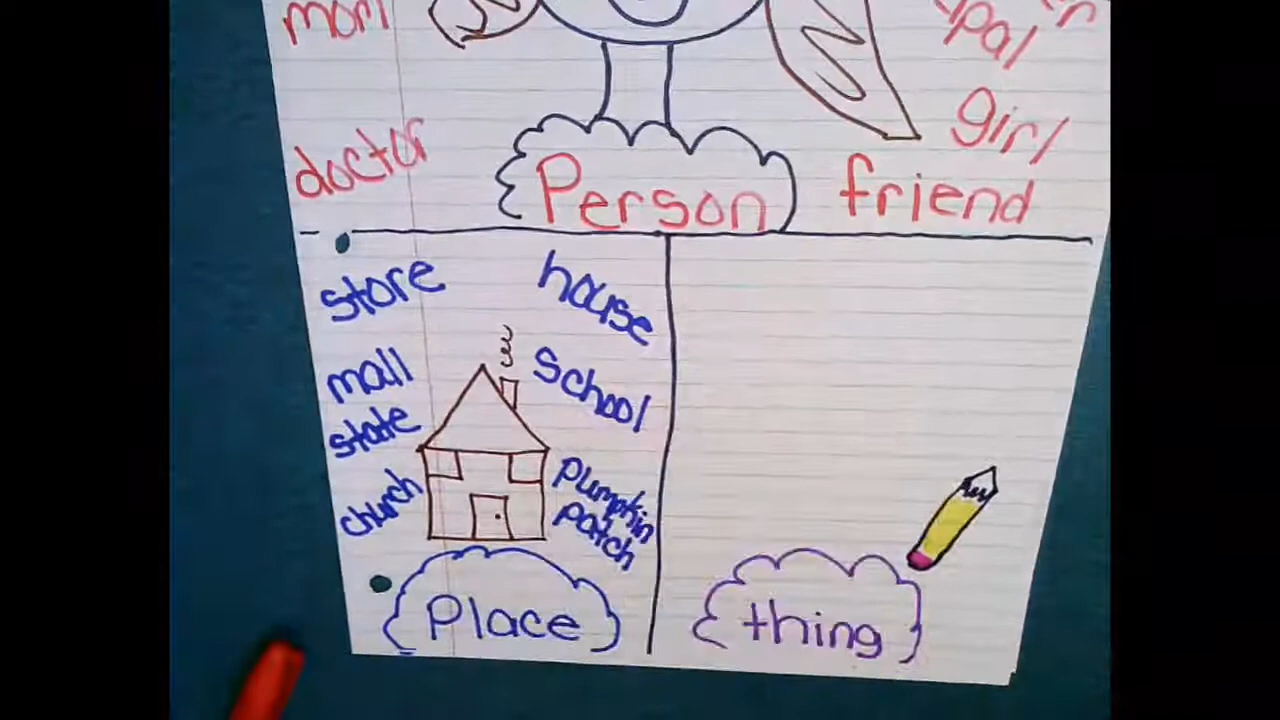 mom
pal
girl
doctor
Person
friend
store
house
mall
school
state
church
Pumpkin
patch
Place
thing